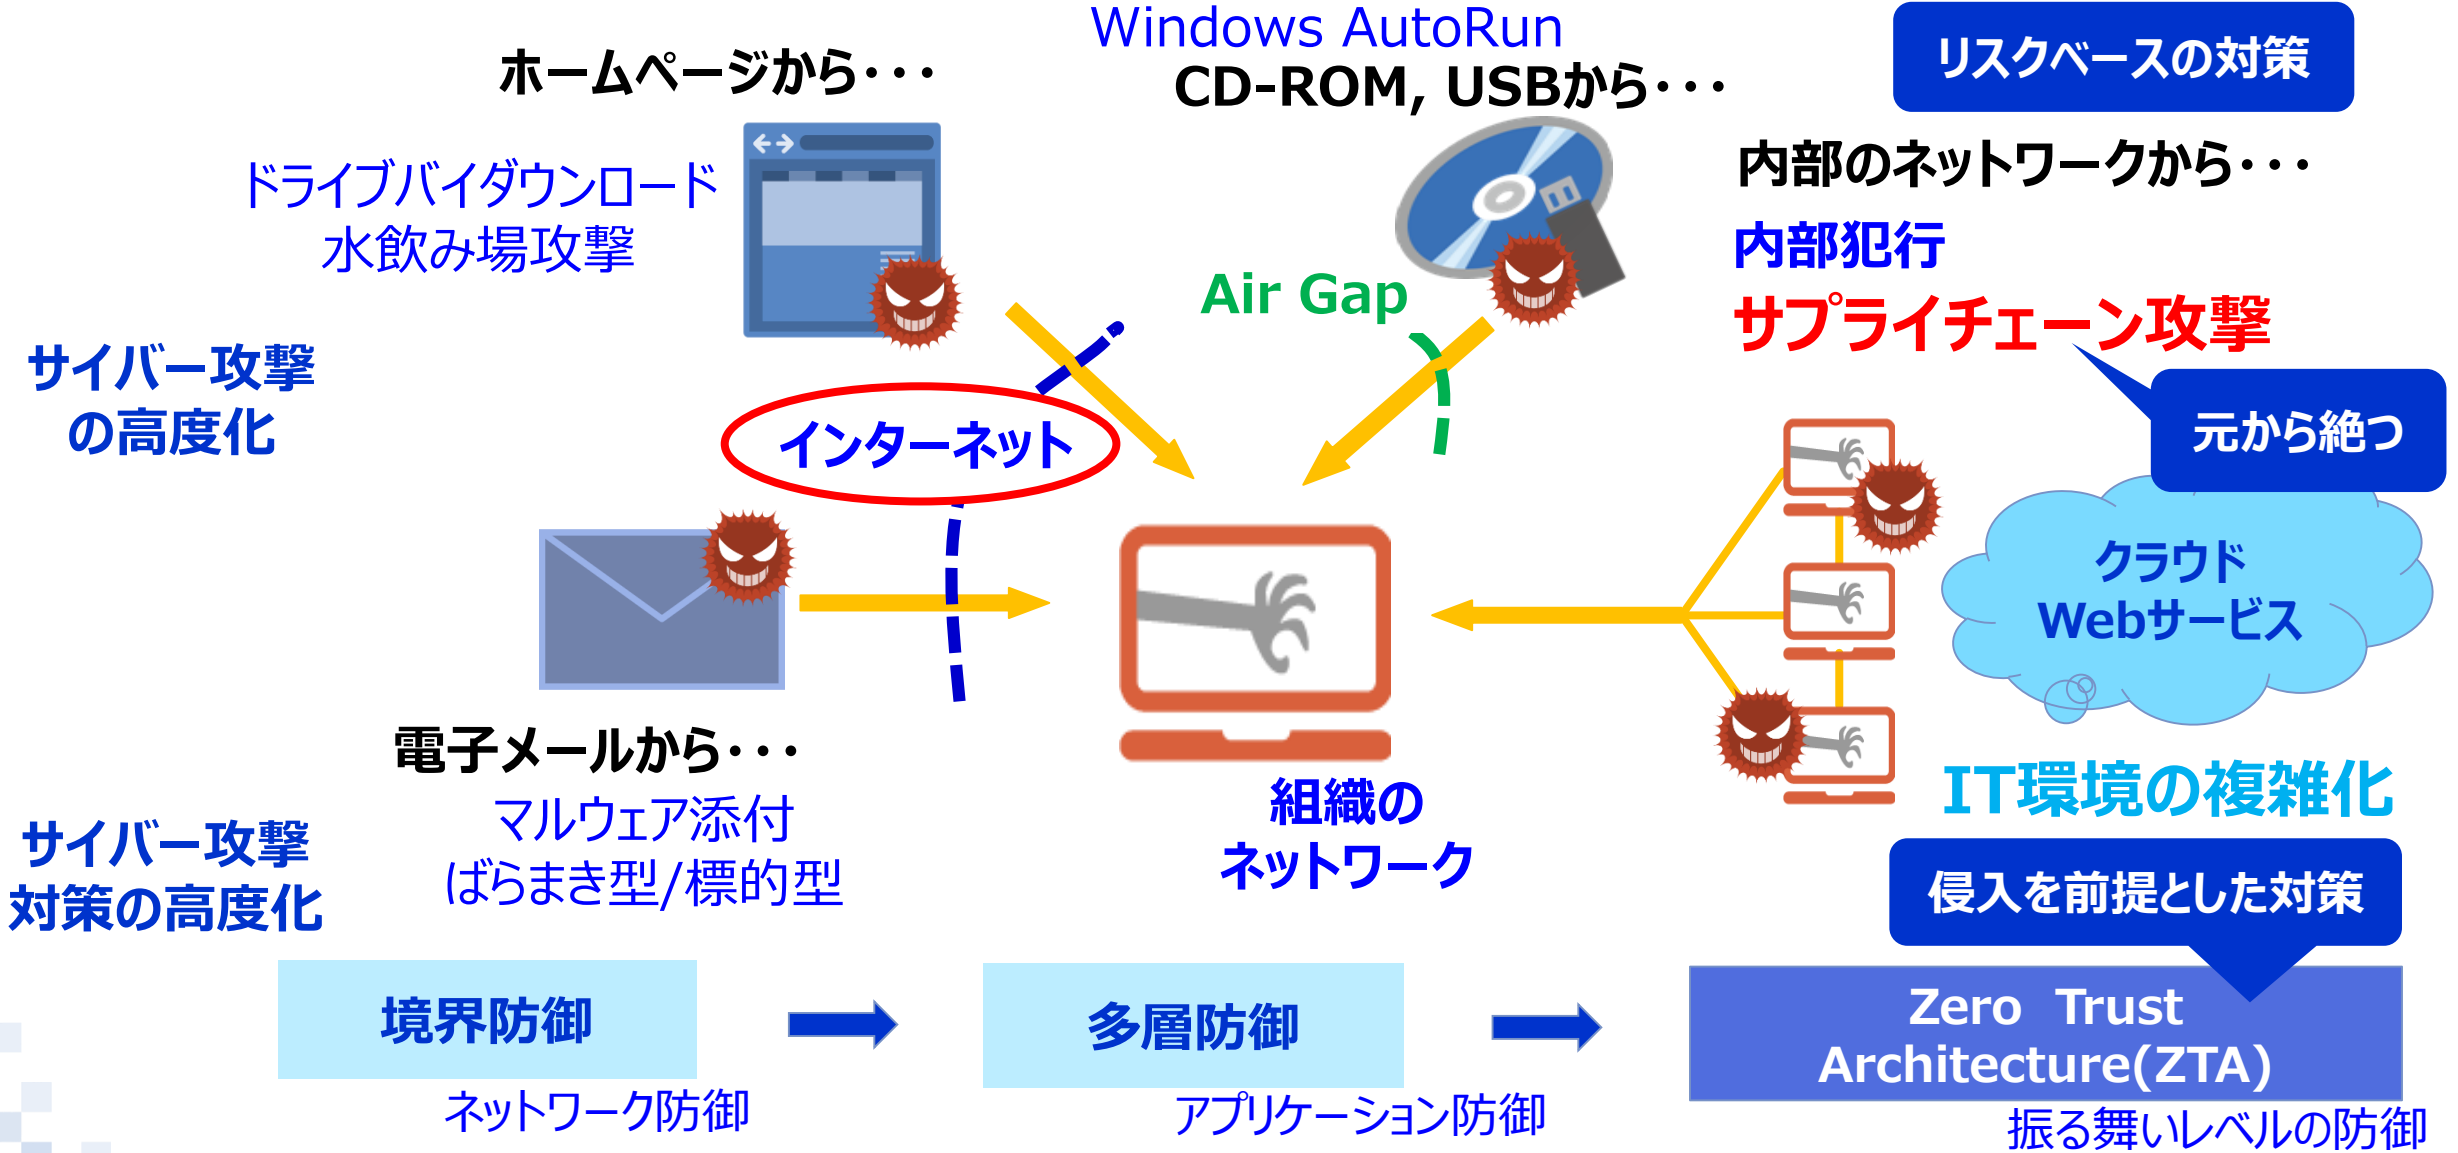 Windows AutoRun
ホームページから・・・
CD-ROM, USBから・・・
リスクベースの対策
内部のネットワークから・・・
ドライブバイダウンロード
水飲み場攻撃
内部犯行
Air Gap
サプライチェーン攻撃
サイバー攻撃
の高度化
インターネット
元から絶つ
クラウド
Webサービス
電子メールから・・・
マルウェア添付
ばらまき型/標的型
組織の
ネットワーク
IT環境の複雑化
サイバー攻撃
対策の高度化
侵入を前提とした対策
境界防御
多層防御
Zero Trust
Architecture(ZTA)
ネットワーク防御
アプリケーション防御
振る舞いレベルの防御